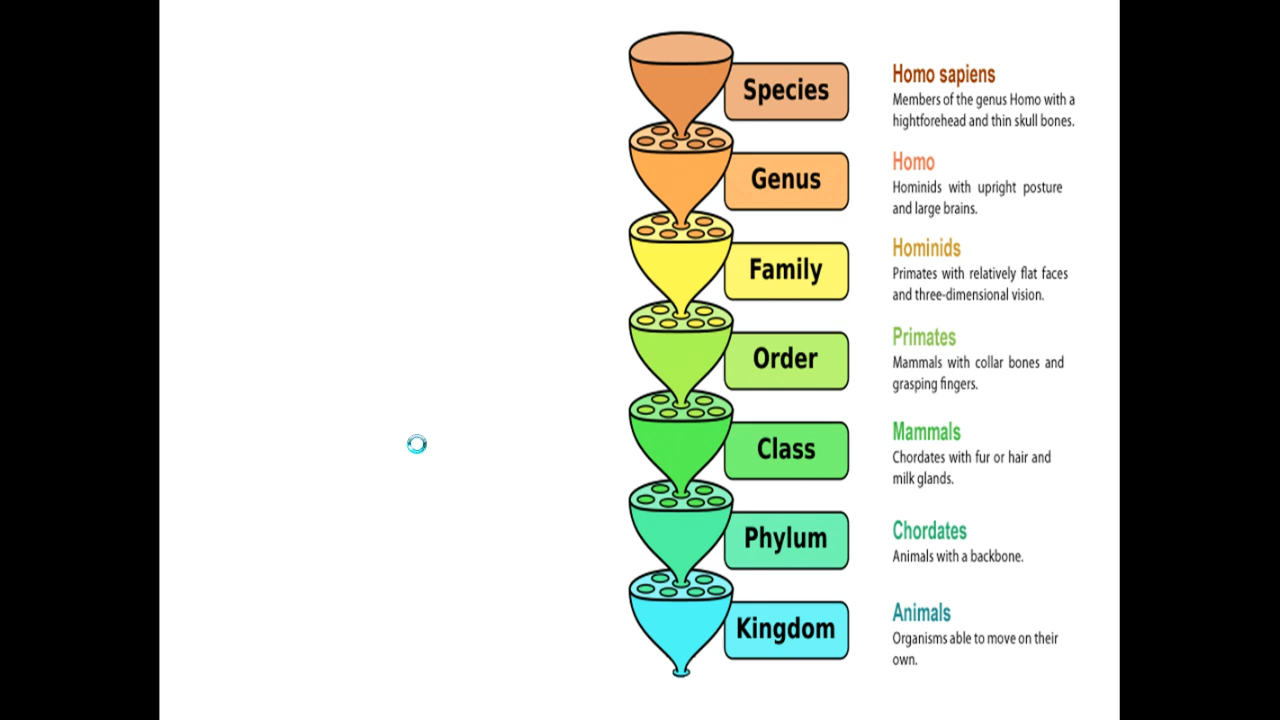 Species
Homo sapiens
Members of the genus Homo with a
hightforehead and thin skull bones.
Genus
Homo
Hominids with upright posture
and large brains.
Family
Hominids
Primates with relatively flat faces
and three-dimensional vision.
Order
Primates
Mammals with collar bones and
grasping fingers.
Class
Mammals
Chordates with fur or hair and
milk glands.
Phylum
Chordates
Animals with a backbone.
Kingdom
Animals
Organisms able to move on their
own.